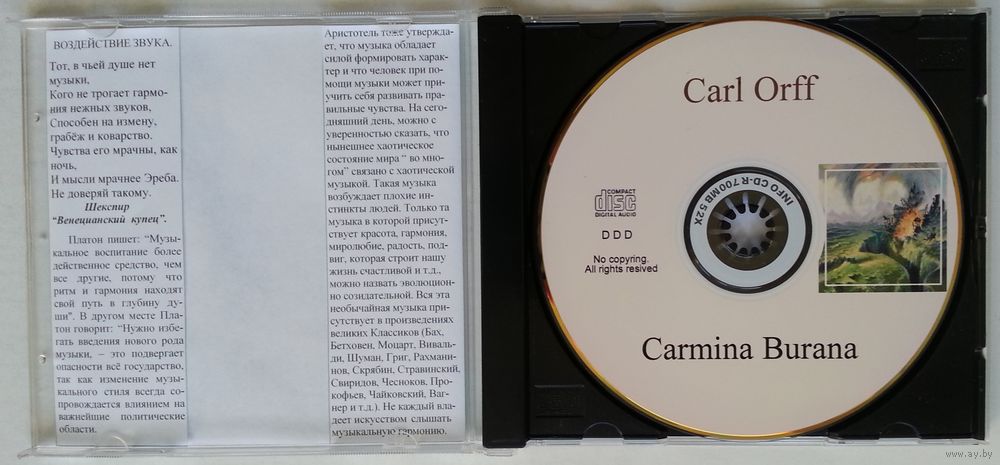 ВОЗДЕЙСТВИЕ ЗВУКА.
Тот, в чьей душе нет
музыки,
Кого не трогает гармо-
ния нежных звуков,
Способен на измену,
грабёж и коварство.
Чувства его мрачны, как
ночь,
И мысли мрачнее Эреба.
Не доверяй такому.
Шекспир
“Венецианский купец”.
Платон пишет: “Музы-
кальное воспитание более
действенное средство, чем
все другие, потому что
ритм и гармония находят
свой путь в глубину ду-
ши". В другом месте Пла-
тон говорит: “Нужно избе-
гать введения нового рода
музыки, – это подвергает
опасности всё государство,
так как изменение музы-
кального стиля всегда со-
провождается влиянием на
важнейшие политические
области.
Аристотель тоже утвержда-
ет, что музыка обладает
силой формировать харак-
тер и что человек при по-
мощи музыки может при-
учить себя развивать пра-
вильные чувства. На сего-
дняшний день, можно с
уверенностью сказать, что
нынешнее хаотическое
состояние мира “ во мно-
гом” связано с хаотической
музыкой. Такая музыка
возбуждает плохие ин-
стинкты людей. Только та
музыка в которой присут-
ствует красота, гармония,
миролюбие, радость, под-
виг, которая строит нашу
жизнь счастливой и т.д.,
можно назвать эволюцион-
но созидательной. Вся эта
необычайная музыка при-
сутствует в произведениях
великих Классиков (Бах,
Бетховен, Моцарт, Виваль-
ди, Шуман, Григ, Рахмани-
нов, Скрябин, Стравинский,
Свиридов, Чесноков, Про-
кофьев, Чайковский, Ваг-
нер и т.д.). Не каждый вла-
деет искусством слышать
музыкальную гармонию.
Carl Orff
COMPACT
disc
DIGITAL AUDIO
DDD
No copyring.
All rights resived
INFO CD-R 700MB 52X
Carmina Burana
www.ay.by